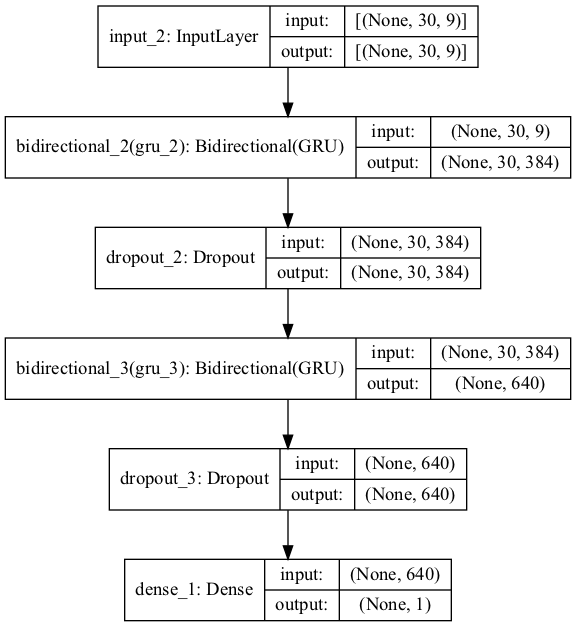 input_2: InputLayer
input:
[(None, 30, 9)]
output:
[(None, 30, 9)]
bidirectional_2(gru_2): Bidirectional(GRU)
input:
(None, 30, 9)
output:
(None, 30, 384)
dropout_2: Dropout
input:
(None, 30, 384)
output:
(None, 30, 384)
bidirectional_3(gru_3): Bidirectional(GRU)
input:
(None, 30, 384)
output:
(None, 640)
dropout_3: Dropout
input:
(None, 640)
output:
(None, 640)
dense_1: Dense
input:
(None, 640)
output:
(None, 1)